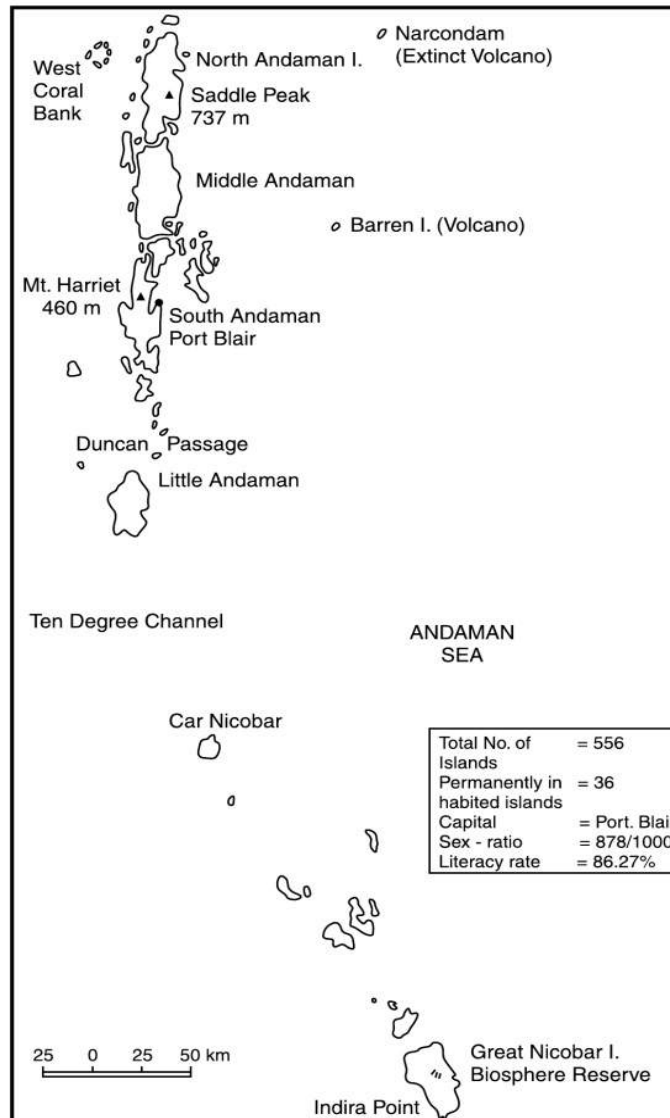 Narcondam
(Extinct Volcano)
West
Coral
Bank
North Andaman I.
Saddle Peak
737 m
Middle Andaman
Barren I. (Volcano)
Mt. Harriet
460 m
South Andaman
Port Blair
Duncan Passage
Little Andaman
Ten Degree Channel
ANDAMAN
SEA
Car Nicobar
Total No. of = 556
Islands
Permanently in = 36
habited islands
Capital = Port. Blair
Sex - ratio = 878/1000
Literacy rate = 86.27%
25 0 25 50 km
Great Nicobar I.
Biosphere Reserve
Indira Point